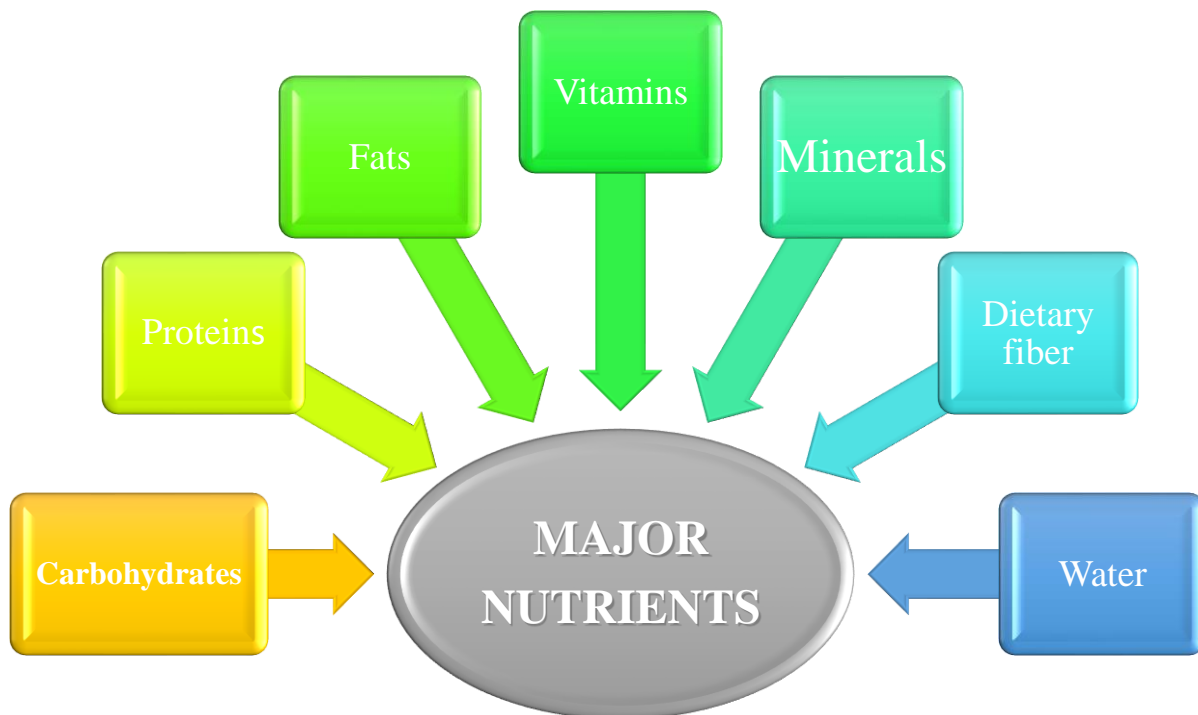 Vitamins
Fats
Minerals
Proteins
Dietary
fiber
Carbohydrates
MAJOR
NUTRIENTS
Water